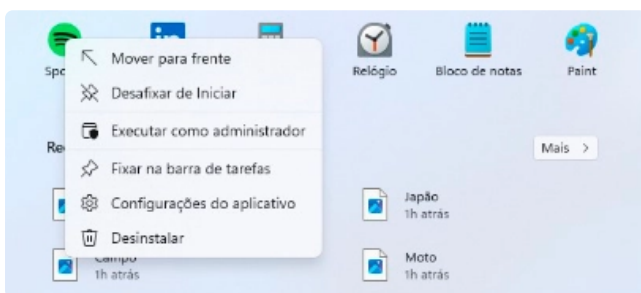 Mover para frente
Desafixar de Iniciar
Executar como administrador
Fixar na barra de tarefas
Configurações do aplicativo
Desinstalar
Spo
Relógio
Bloco de notas
Paint
Re
Mais >
Japão
1h atrás
Campo
1h atrás
Moto
1h atrás